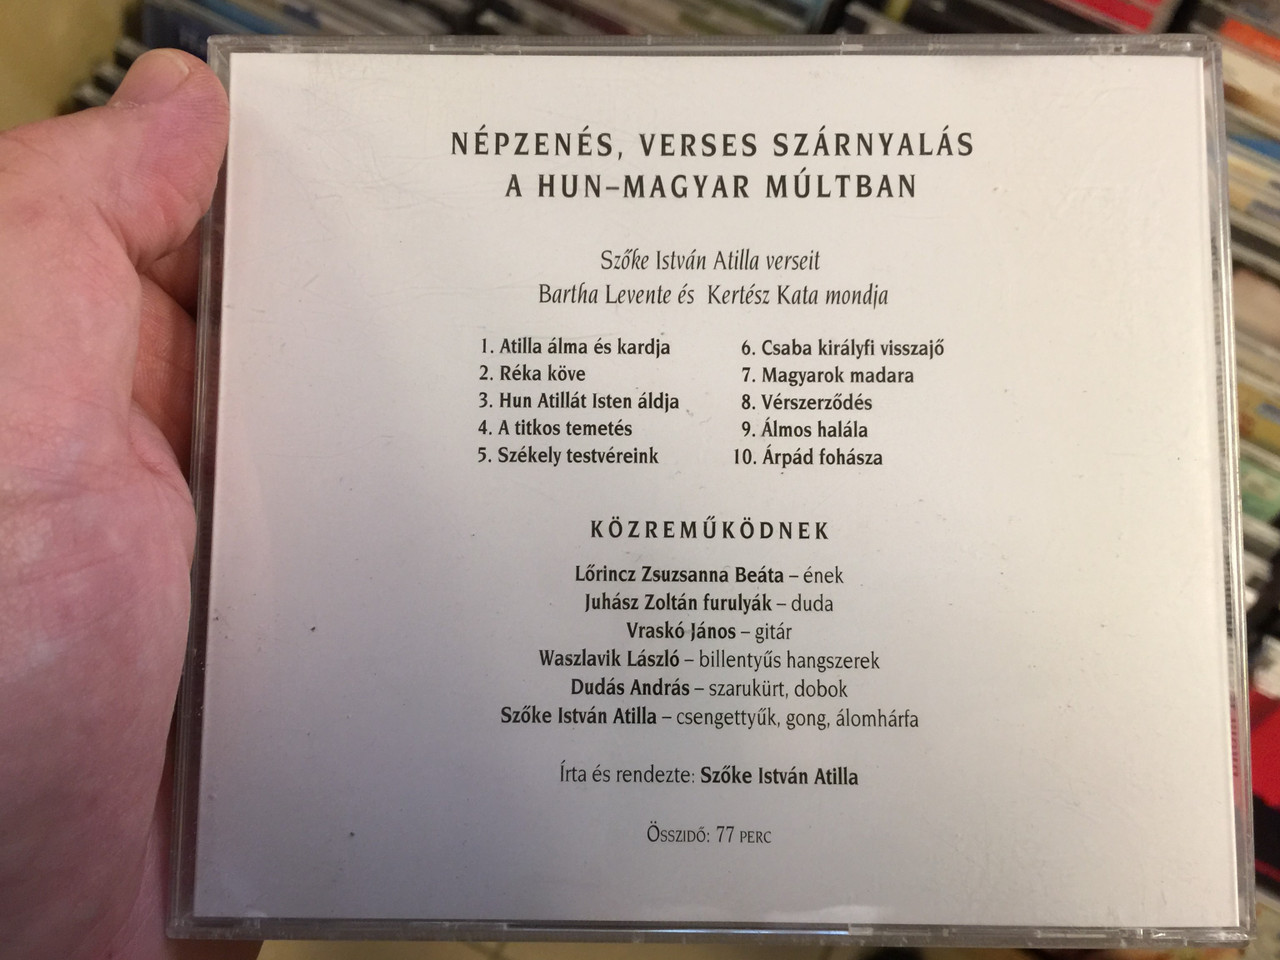 NÉPZENÉS, VERSES SZÁRNYALÁS
A HUN–MAGYAR MÚLTBAN
Szőke István Atilla verseit
Bartha Levente és Kertész Kata mondja
1. Atilla álma és kardja
2. Réka köve
3. Hun Atillát Isten áldja
4. A titkos temetés
5. Székely testvéreink
6. Csaba királyfi visszajő
7. Magyarok madara
8. Vérszerződés
9. Álmos halála
10. Árpád fohásza
KÖZREMŰKÖDNEK
Lőrincz Zsuzsanna Beáta – ének
Juhász Zoltán furulyák – duda
Vraskó János – gitár
Waszlavik László – billentyűs hangszerek
Dudás András – szarukürt, dobok
Szőke István Atilla – csengettyűk, gong, álomhárfa
Írta és rendezte: Szőke István Atilla
ÖSSZIDŐ: 77 PERC